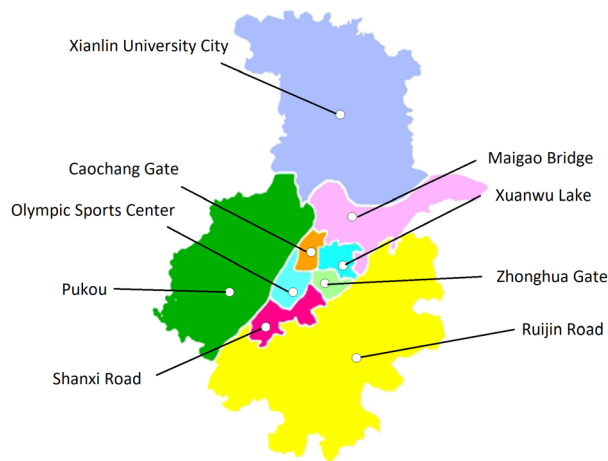 Xianlin University City
Caochang Gate
Olympic Sports Center
Pukou
Shanxi Road
Maigao Bridge
Xuanwu Lake
Zhonghua Gate
Ruijin Road